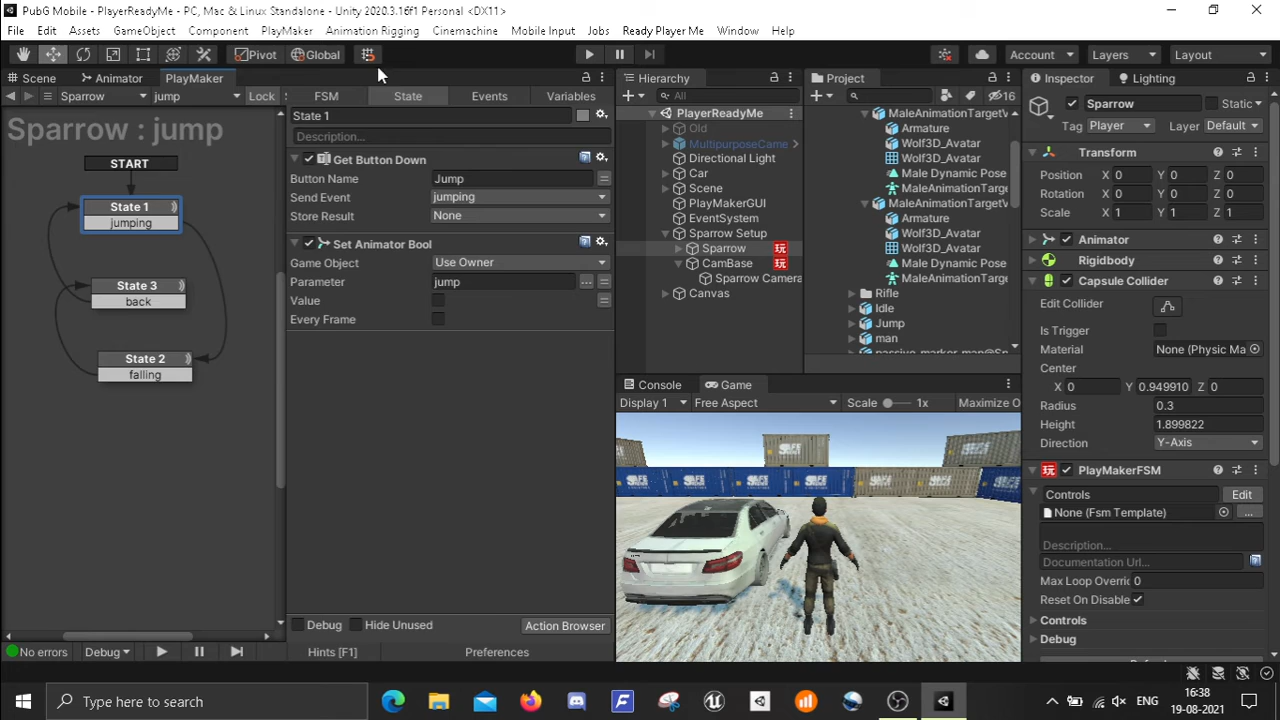 PubG Mobile - PlayerReadyMe - PC, Mac & Linux Standalone - Unity 2020.3.16f1 Personal <DX11>
File Edit Assets GameObject Component PlayMaker Animation Rigging Cinemachine Mobile Input Jobs Ready Player Me Window Help
Pivot Global Account Layers Layout
Scene Animator PlayMaker
Sparrow jump Lock
Sparrow : jump
START
State 1
jumping
State 3
back
State 2
falling
No errors Debug
FSM State Events Variables
State 1
Description...
Get Button Down
Button Name Jump
Send Event jumping
Store Result None
Set Animator Bool
Game Object Use Owner
Parameter jump
Value
Every Frame
Debug Hide Unused Action Browser
Hints [F1] Preferences
Hierarchy
All
PlayerReadyMe
Old
MultipurposeCame
Directional Light
Car
Scene
PlayMakerGUI
EventSystem
Sparrow Setup
Sparrow 玩
CamBase 玩
Sparrow Camera
Canvas
Project
16
MaleAnimationTargetV
Armature
Wolf3D_Avatar
Wolf3D_Avatar
Male Dynamic Pose
MaleAnimationTarge
MaleAnimationTargetV
Armature
Wolf3D_Avatar
Wolf3D_Avatar
Male Dynamic Pose
MaleAnimationTarge
Rifle
Idle
Jump
man
Console Game
Display 1 Free Aspect Scale 1x Maximize O
SAFE
Inspector Lighting
Sparrow Static
Tag Player Layer Default
Transform
Position X 0 Y 0 Z 0
Rotation X 0 Y 0 Z 0
Scale X 1 Y 1 Z 1
Animator
Rigidbody
Capsule Collider
Edit Collider
Is Trigger
Material None (Physic Ma
Center
X 0 Y 0.949910 Z 0
Radius 0.3
Height 1.899822
Direction Y-Axis
玩 PlayMakerFSM
Controls Edit
None (Fsm Template) ...
Description...
Documentation Url...
Max Loop Overric 0
Reset On Disable
Controls
Debug
Type here to search
ENG
16:38
19-08-2021